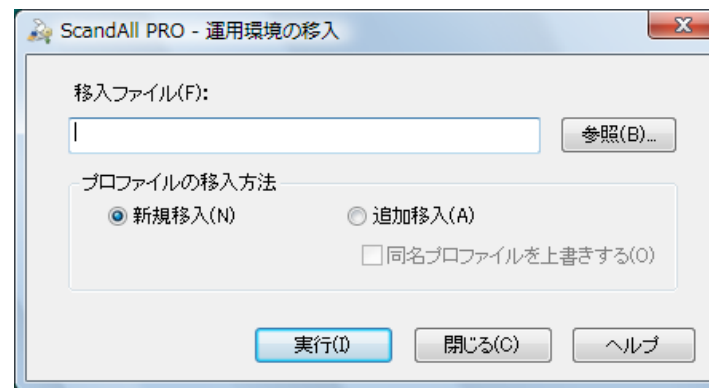 ScandAll PRO - 運用環境の移入
移入ファイル(F):
参照(B)...
プロファイルの移入方法
新規移入(N) 追加移入(A)
同名プロファイルを上書きする(O)
実行(I) 閉じる(C) ヘルプ